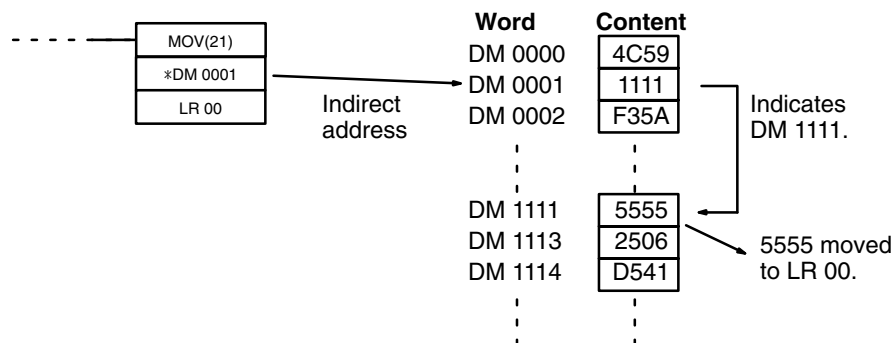 MOV(21)
*DM 0001
LR 00
Indirect
address
Word Content
DM 0000 4C59
DM 0001 1111
DM 0002 F35A
Indicates
DM 1111.
DM 1111 5555
DM 1113 2506
DM 1114 D541
5555 moved
to LR 00.